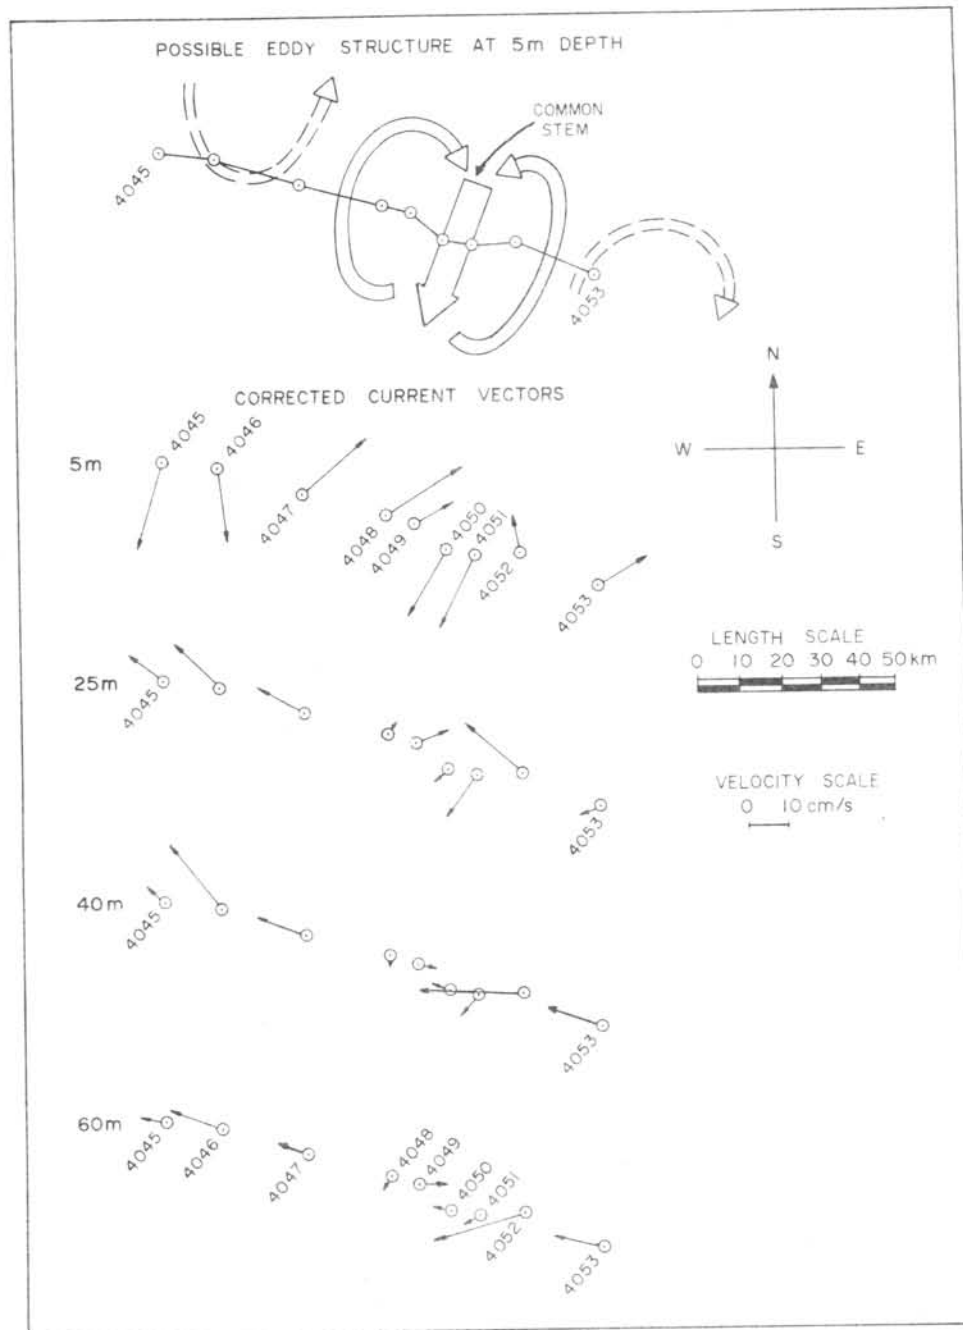 POSSIBLE EDDY STRUCTURE AT 5m DEPTH
COMMON
STEM
4045
4053
CORRECTED CURRENT VECTORS
N
W E
S
5m
4045
4046
4047
4048
4049
4050
4051
4052
4053
LENGTH SCALE
0 10 20 30 40 50 km
25m
4045
4053
VELOCITY SCALE
0 10 cm/s
40m
4045
4053
60m
4045
4046
4047
4048
4049
4050
4051
4052
4053